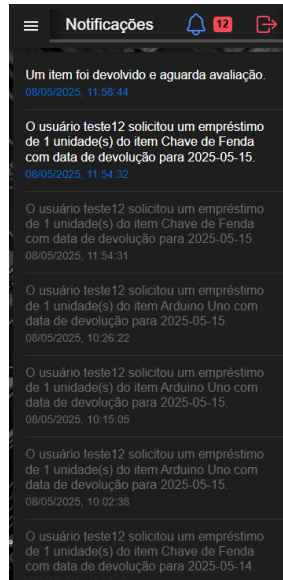 Notificações 12
Um item foi devolvido e aguarda avaliação.
08/05/2025, 11:58:44
O usuário teste12 solicitou um empréstimo
de 1 unidade(s) do item Chave de Fenda
com data de devolução para 2025-05-15.
08/05/2025, 11:54:32
O usuário teste12 solicitou um empréstimo
de 1 unidade(s) do item Chave de Fenda
com data de devolução para 2025-05-15.
08/05/2025, 11:54:31
O usuário teste12 solicitou um empréstimo
de 1 unidade(s) do item Arduino Uno com
data de devolução para 2025-05-15.
08/05/2025, 10:26:22
O usuário teste12 solicitou um empréstimo
de 1 unidade(s) do item Arduino Uno com
data de devolução para 2025-05-15.
08/05/2025, 10:15:05
O usuário teste12 solicitou um empréstimo
de 1 unidade(s) do item Arduino Uno com
data de devolução para 2025-05-15.
08/05/2025, 10:02:38
O usuário teste12 solicitou um empréstimo
de 1 unidade(s) do item Chave de Fenda
com data de devolução para 2025-05-14.